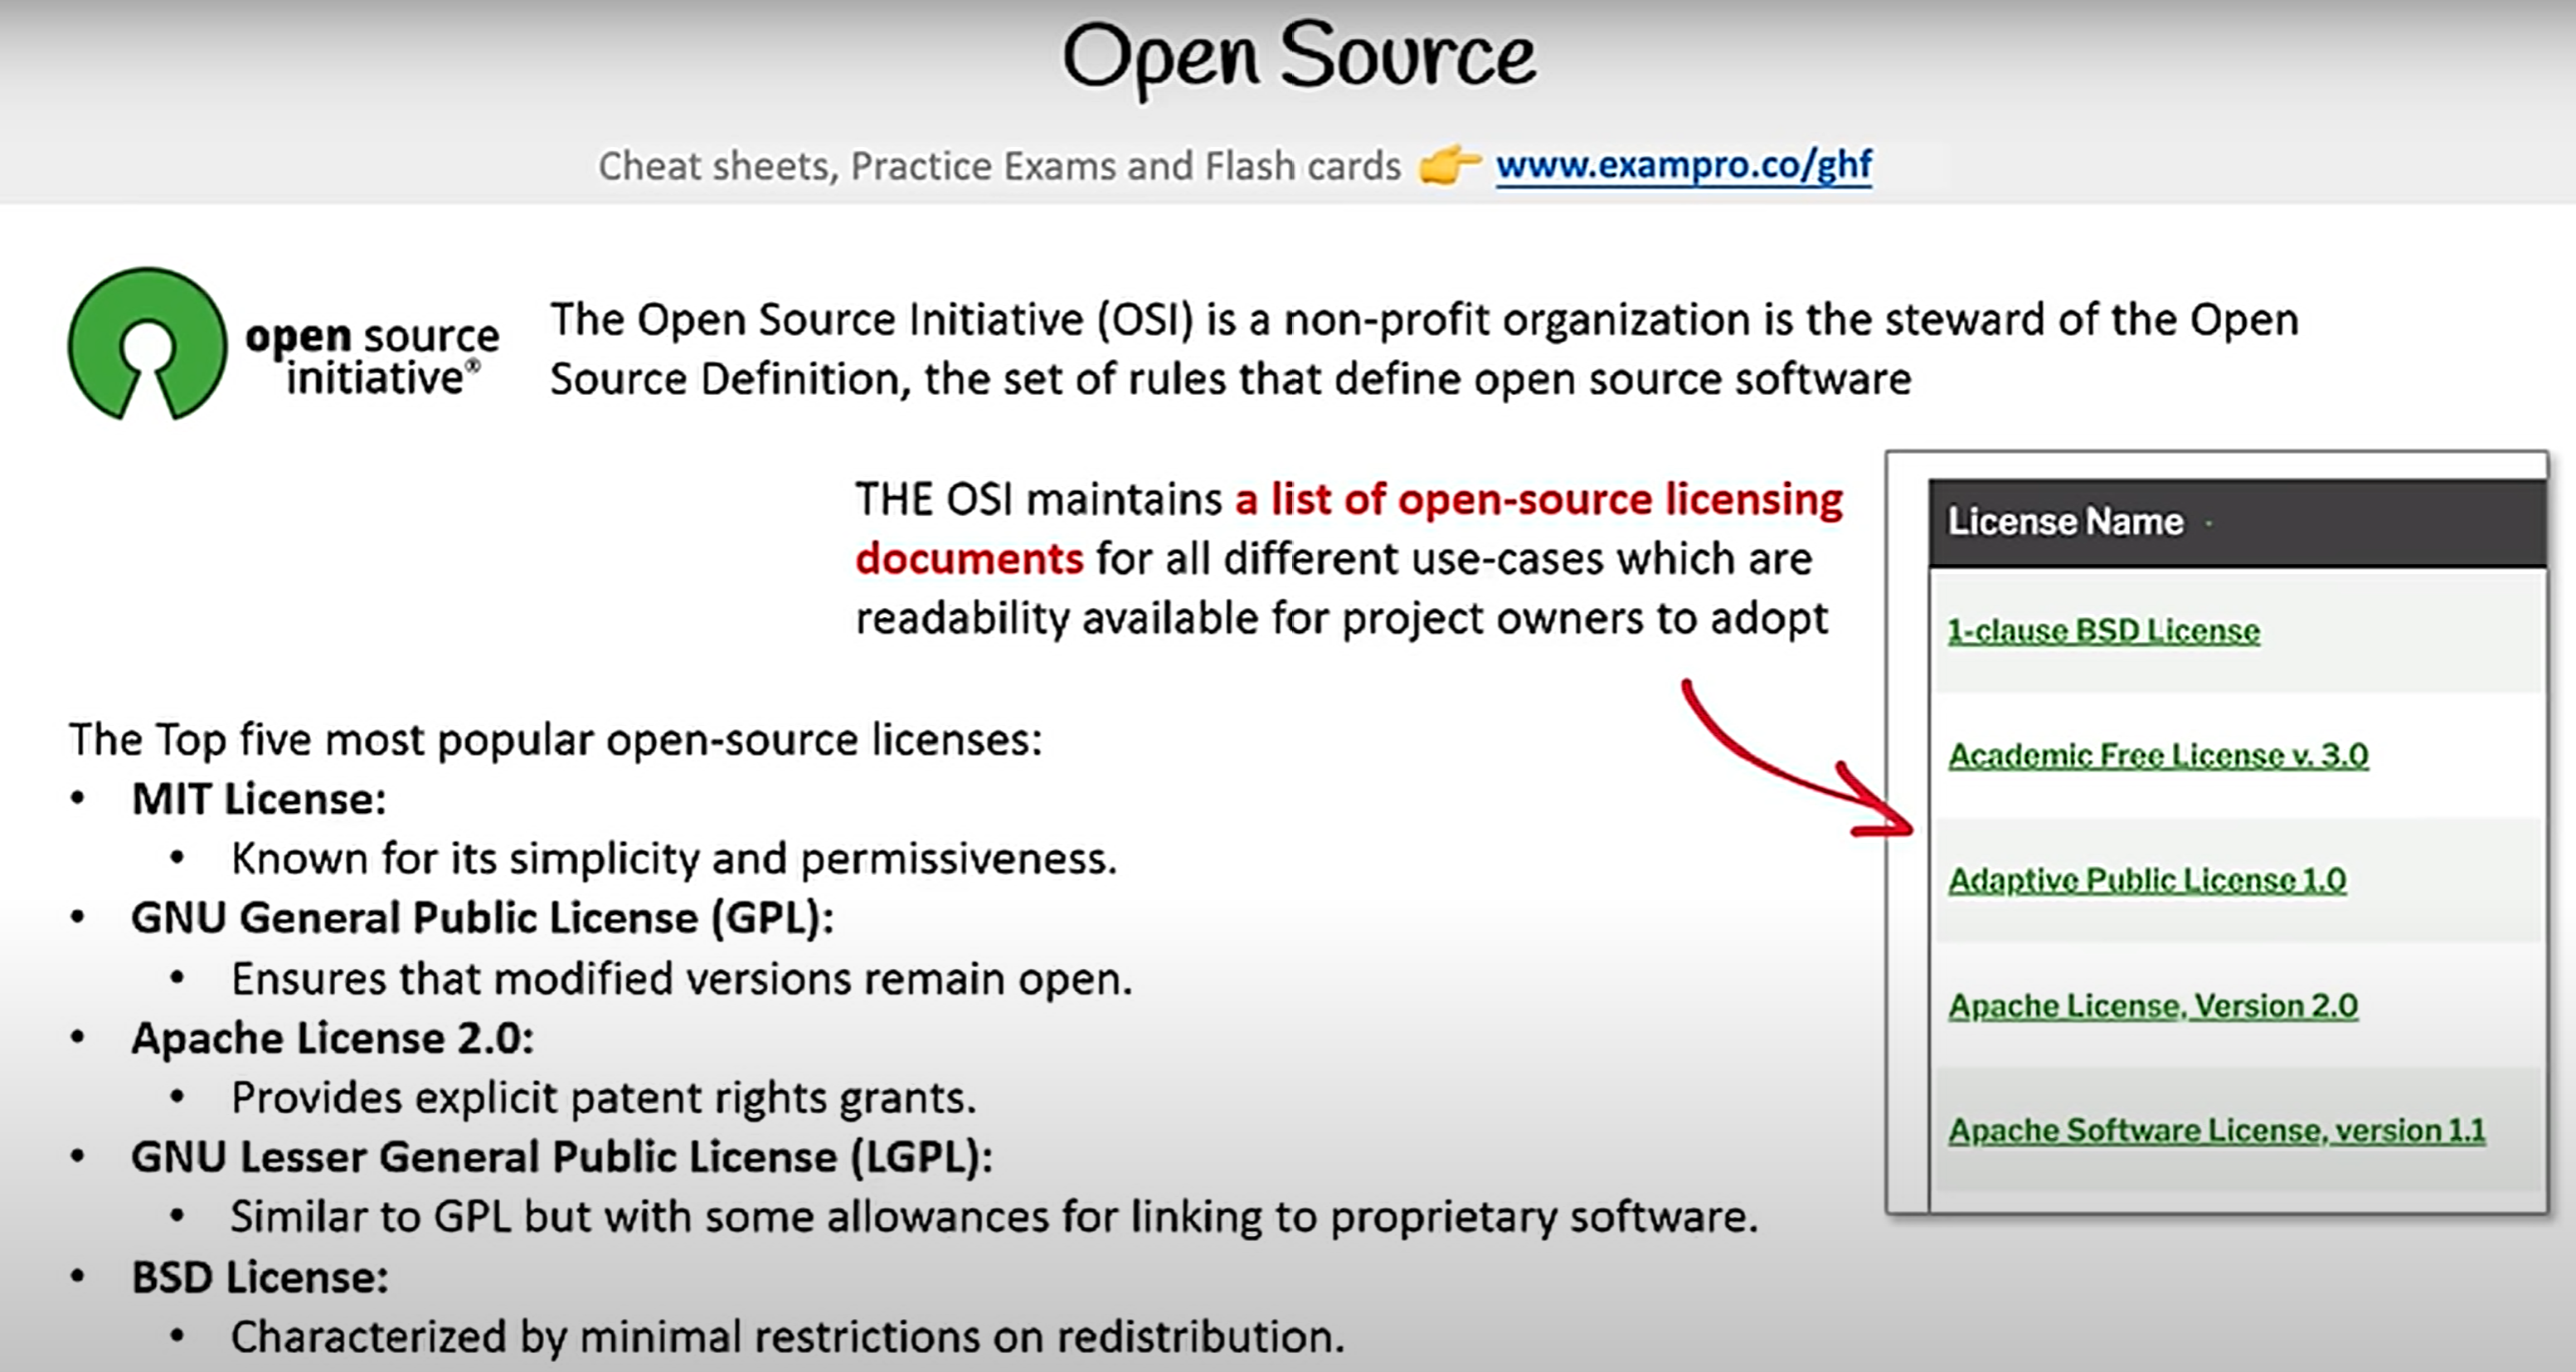 Open Source
Cheat sheets, Practice Exams and Flash cards 👉 www.exampro.co/ghf
open source
initiative®
The Open Source Initiative (OSI) is a non-profit organization is the steward of the Open
Source Definition, the set of rules that define open source software
THE OSI maintains a list of open-source licensing
documents for all different use-cases which are
readability available for project owners to adopt
License Name
1-clause BSD License
Academic Free License v. 3.0
Adaptive Public License 1.0
Apache License, Version 2.0
Apache Software License, version 1.1
The Top five most popular open-source licenses:
• MIT License:
• Known for its simplicity and permissiveness.
• GNU General Public License (GPL):
• Ensures that modified versions remain open.
• Apache License 2.0:
• Provides explicit patent rights grants.
• GNU Lesser General Public License (LGPL):
• Similar to GPL but with some allowances for linking to proprietary software.
• BSD License:
• Characterized by minimal restrictions on redistribution.